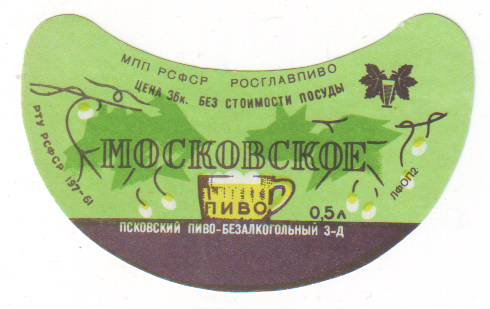 МПП РСФСР РОСГЛАВПИВО
ЦЕНА 36к. БЕЗ СТОИМОСТИ ПОСУДЫ
РТУ РСФСР 197-61
МОСКОВСКОЕ
ЛФОП2
ПИВО
0,5л
ПСКОВСКИЙ ПИВО-БЕЗАЛКОГОЛЬНЫЙ З-Д